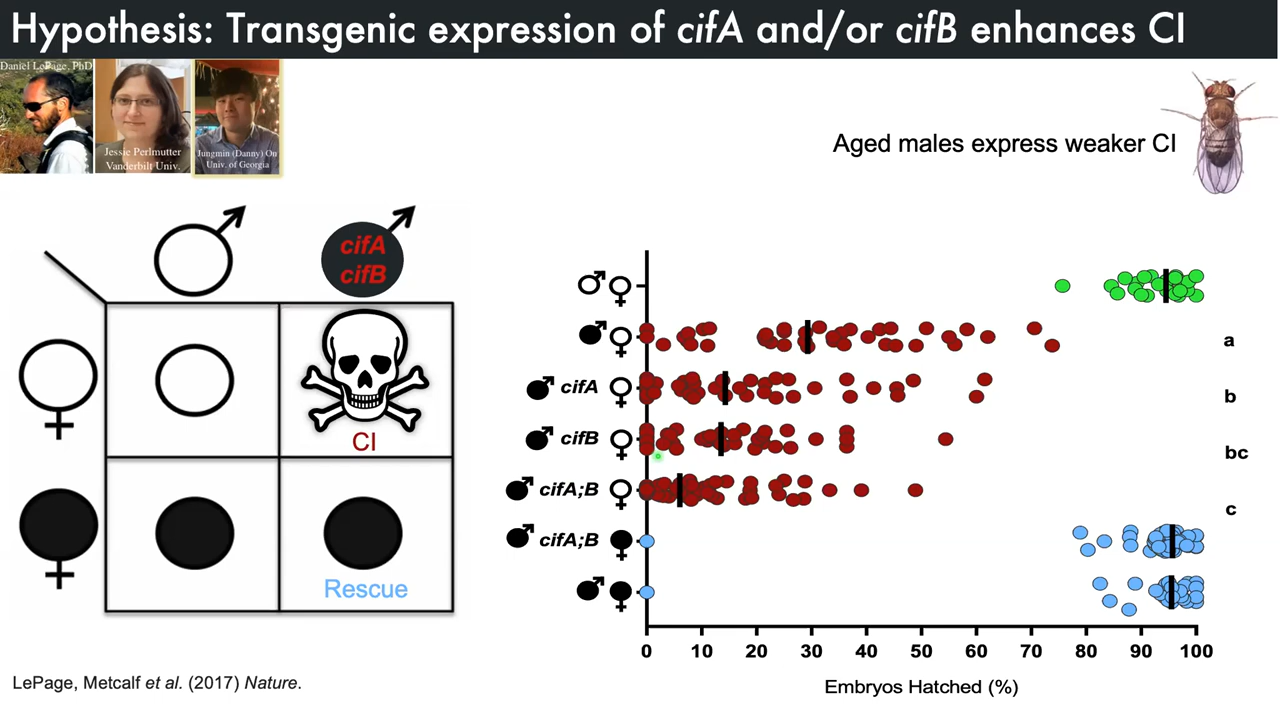 Hypothesis: Transgenic expression of cifA and/or cifB enhances CI
Daniel LePage, PhD
Jessie Perlmutter
Vanderbilt Univ.
Jungmin (Danny) On
Univ. of Georgia
Aged males express weaker CI
cifA
cifB
CI
Rescue
♂ ♀
♂ ♀ a
♂ cifA ♀ b
♂ cifB ♀ bc
♂ cifA;B ♀ c
♂ cifA;B ♀
♂ ♀
0 10 20 30 40 50 60 70 80 90 100
Embryos Hatched (%)
LePage, Metcalf et al. (2017) Nature.